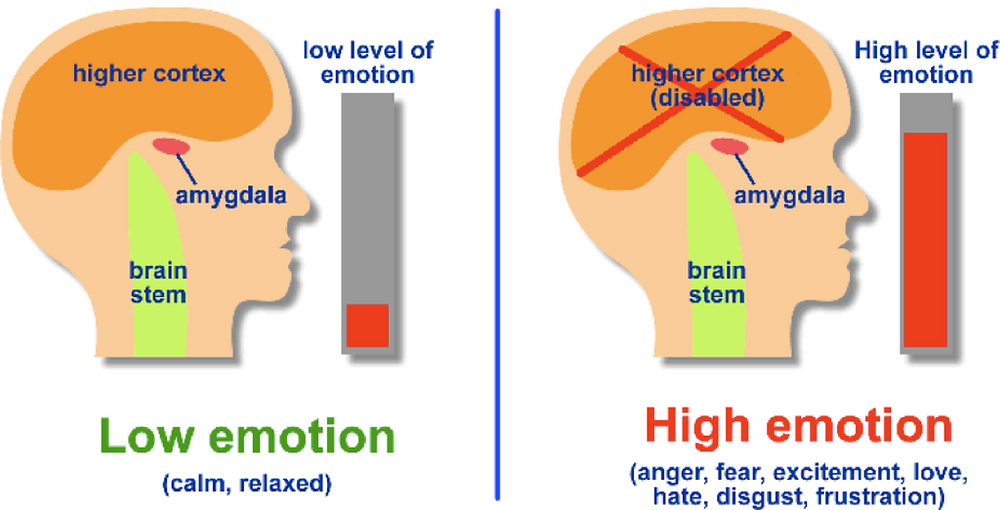 higher cortex
low level of
emotion
amygdala
brain
stem
Low emotion
(calm, relaxed)
higher cortex
(disabled)
High level of
emotion
amygdala
brain
stem
High emotion
(anger, fear, excitement, love,
hate, disgust, frustration)